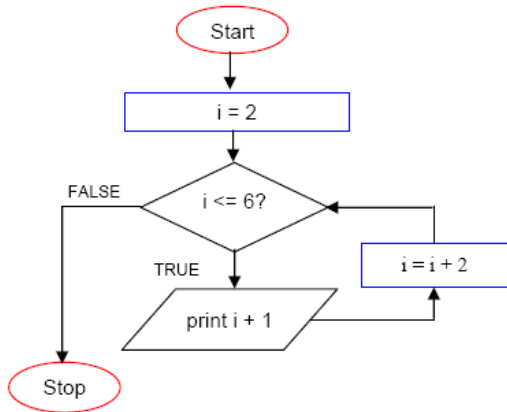 Start
i = 2
FALSE
i <= 6?
TRUE
i = i + 2
print i + 1
Stop